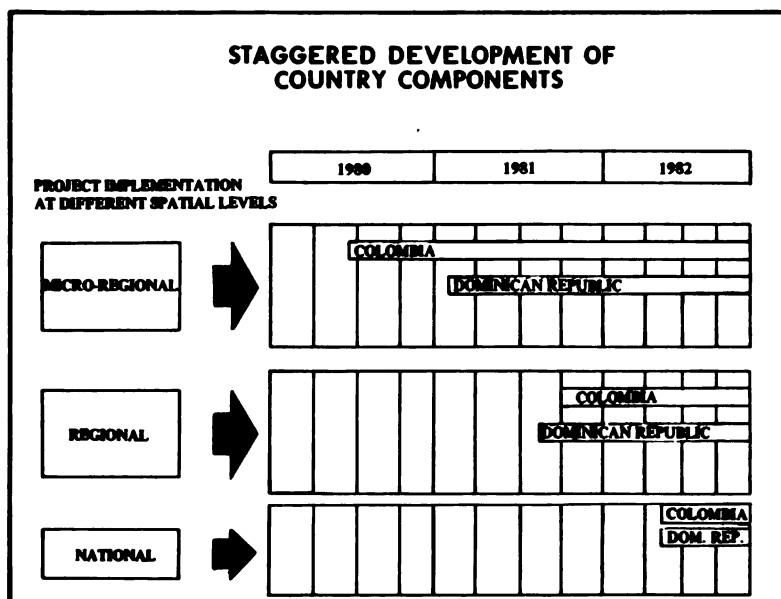 STAGGERED DEVELOPMENT OF
COUNTRY COMPONENTS
1980 1981 1982
PROJECT IMPLEMENTATION
AT DIFFERENT SPATIAL LEVELS
COLOMBIA
MICRO-REGIONAL
DOMINICAN REPUBLIC
COLOMBIA
REGIONAL
DOMINICAN REPUBLIC
COLOMBIA
NATIONAL
DOM. REP.